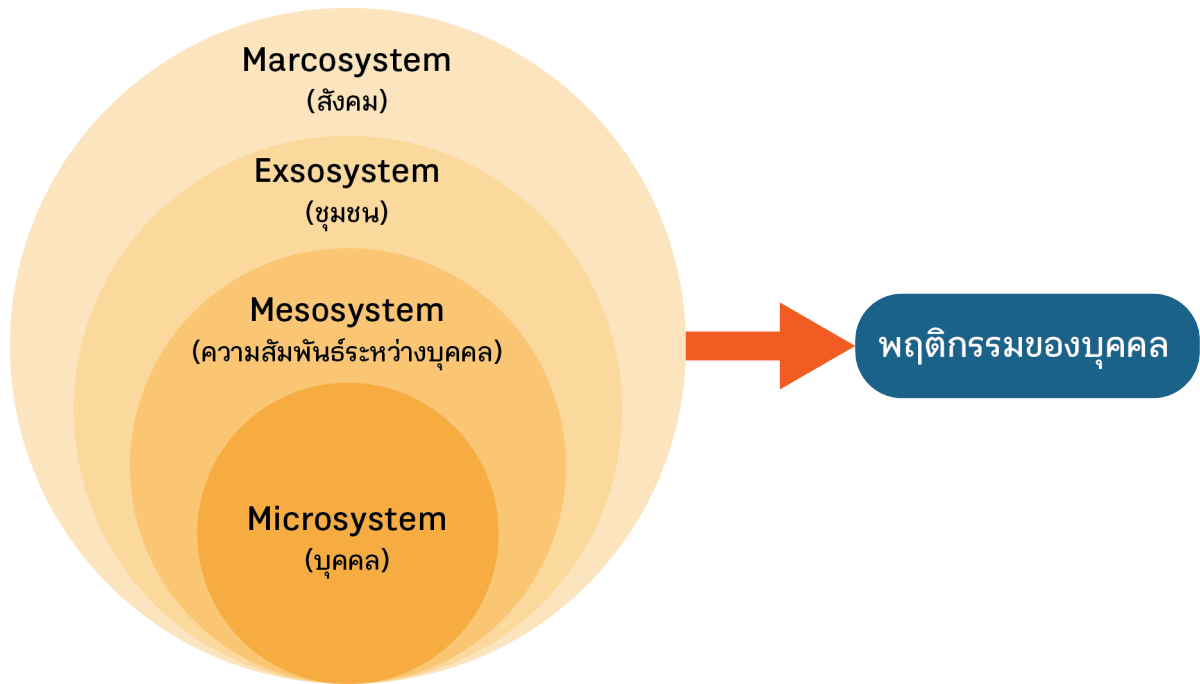 Marcosystem
(สังคม)
Exsosystem
(ชุมชน)
Mesosystem
(ความสัมพันธ์ระหว่างบุคคล)
พฤติกรรมของบุคคล
Microsystem
(บุคคล)